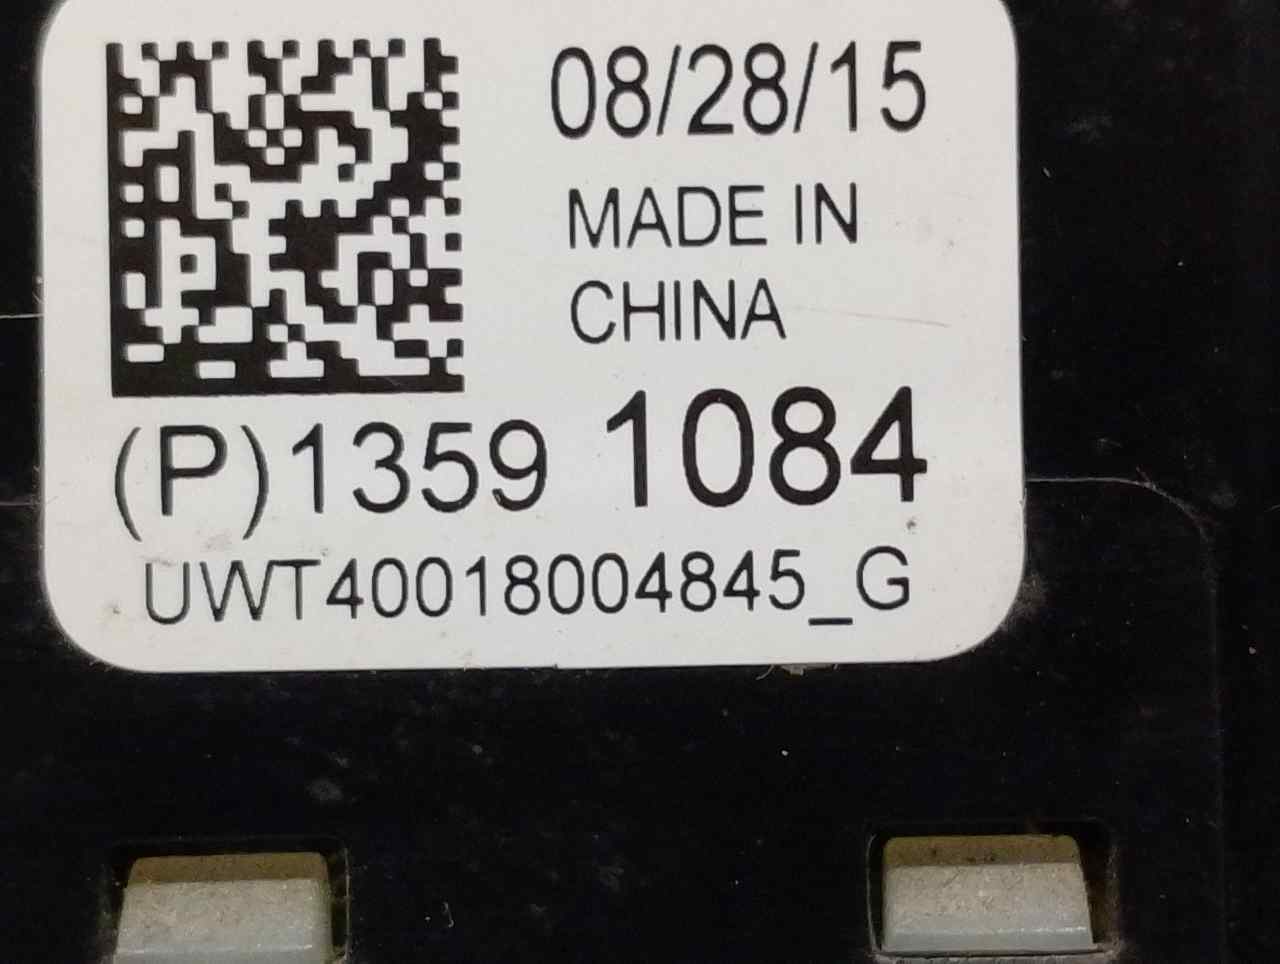 08/28/15
MADE IN
CHINA
(P)1359 1084
UWT40018004845_G